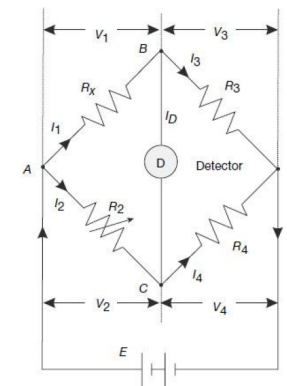 V1 V3
B
I3
Rx R3
ID
I1
D Detector
A
I2
R2
R4
I4
C
V2 V4
E